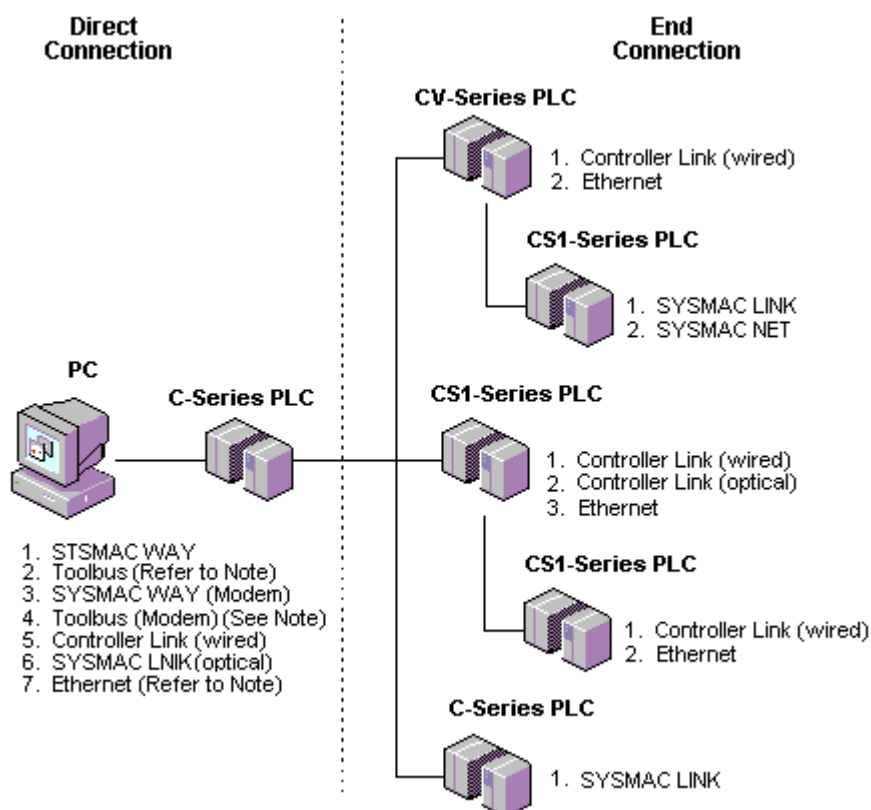 Direct
Connection
End
Connection
CV-Series PLC
1. Controller Link (wired)
2. Ethernet
CS1-Series PLC
1. SYSMAC LINK
2. SYSMAC NET
PC
C-Series PLC
CS1-Series PLC
1. Controller Link (wired)
2. Controller Link (optical)
3. Ethernet
1. STSMAC WAY
2. Toolbus (Refer to Note)
3. SYSMAC WAY (Modem)
4. Toolbus (Modem) (See Note)
5. Controller Link (wired)
6. SYSMAC LNIK (optical)
7. Ethernet (Refer to Note)
CS1-Series PLC
1. Controller Link (wired)
2. Ethernet
C-Series PLC
1. SYSMAC LINK